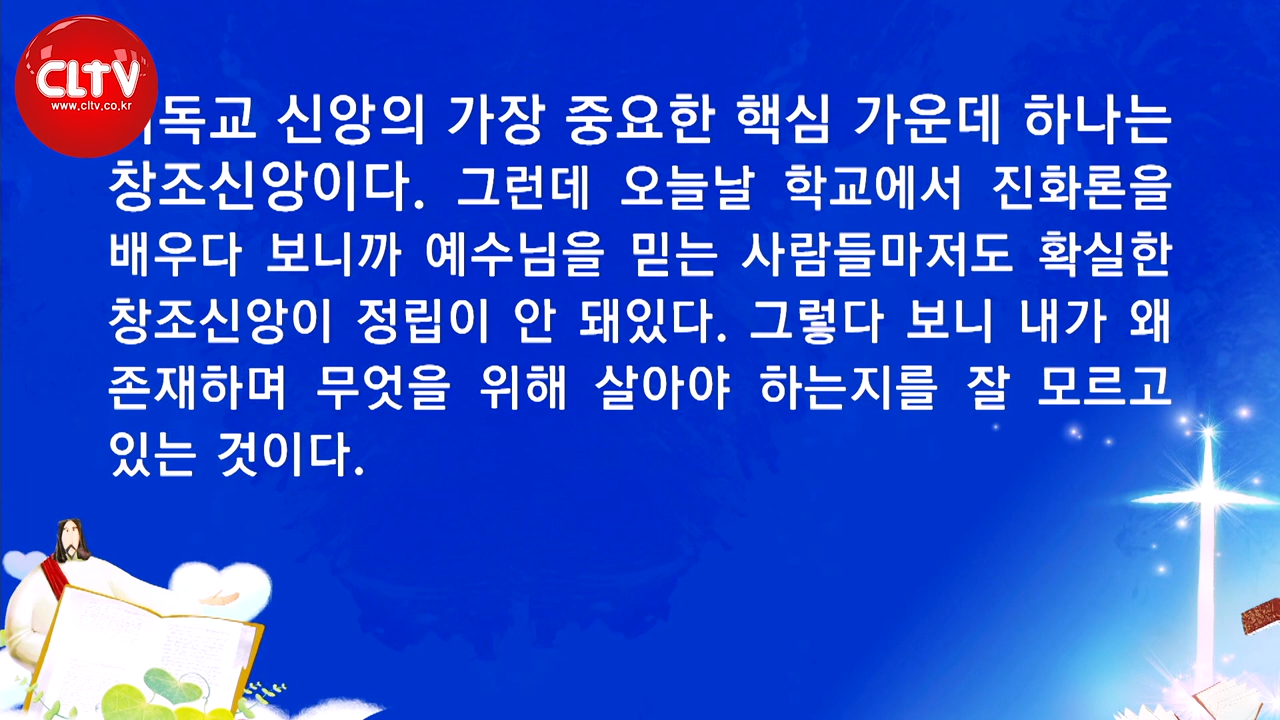 CLTV
www.cltv.co.kr
신앙의 가장 중요한 핵심 가운데 하나는
창조신앙이다. 그런데 오늘날 학교에서 진화론을
배우다 보니까 예수님을 믿는 사람들마저도 확실한
창조신앙이 정립이 안 돼있다. 그렇다 보니 내가 왜
존재하며 무엇을 위해 살아야 하는지를 잘 모르고
있는 것이다.